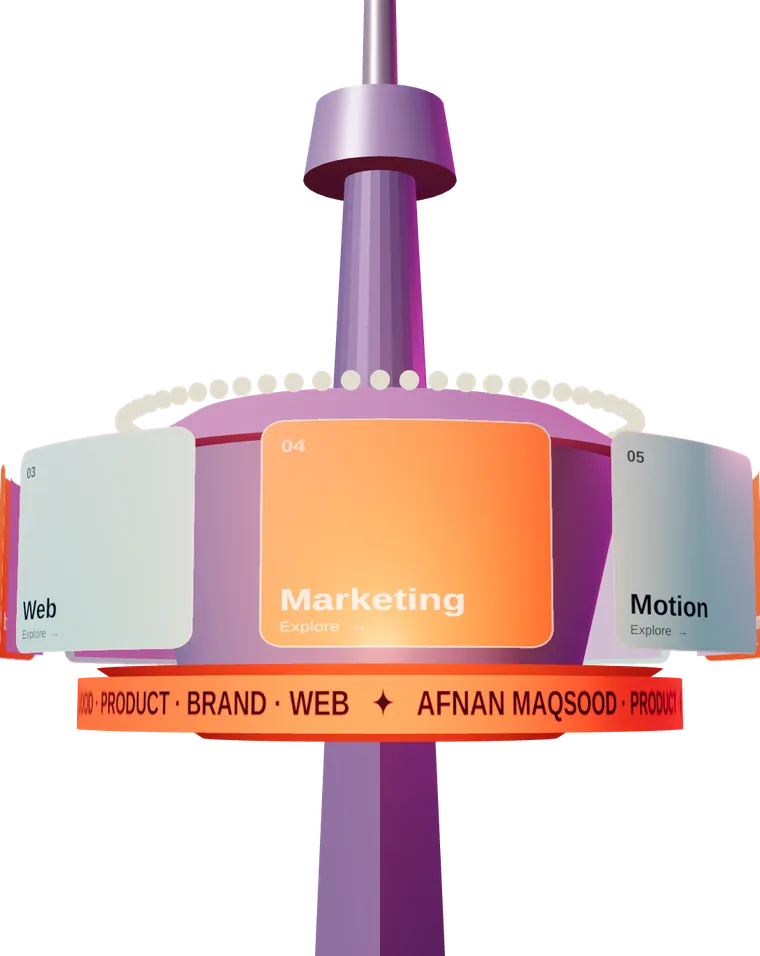 03
Web
Explore →
04
Marketing
Explore →
05
Motion
Explore →
· PRODUCT · BRAND · WEB ✦ AFNAN MAQSOOD · PRODUCT